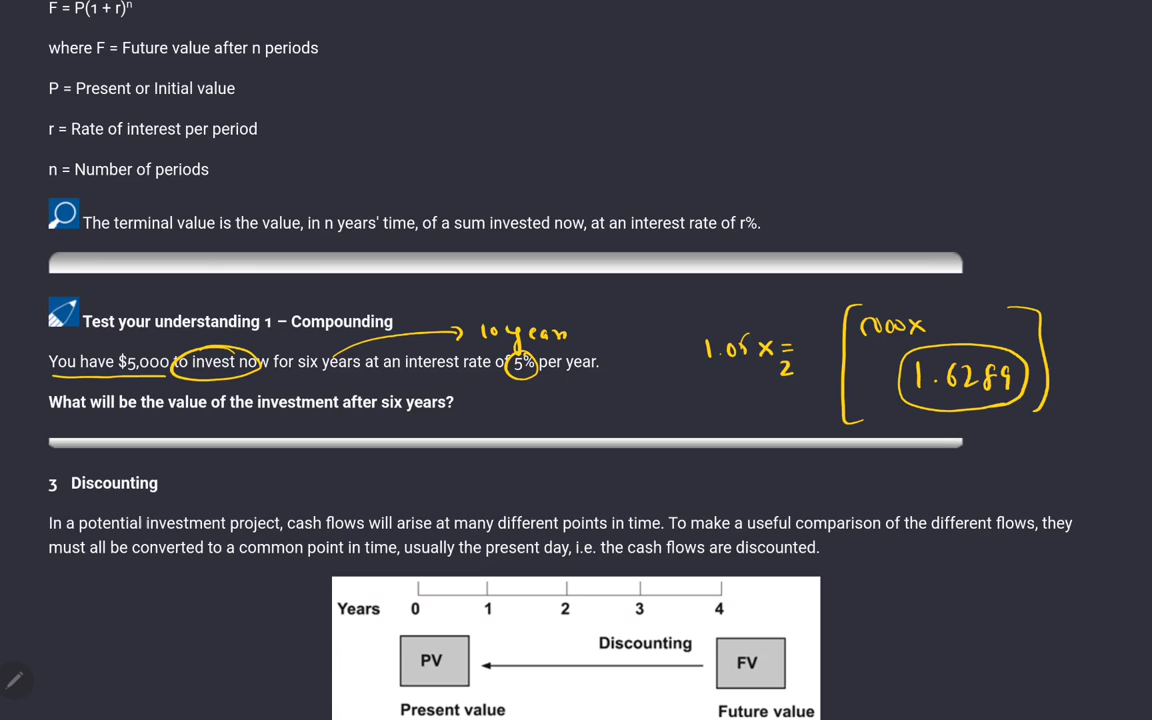 F = P(1 + r)ⁿ
where F = Future value after n periods
P = Present or Initial value
r = Rate of interest per period
n = Number of periods
The terminal value is the value, in n years' time, of a sum invested now, at an interest rate of r%.
Test your understanding 1 – Compounding
10 year
You have $5,000 to invest now for six years at an interest rate of 5% per year.
1.05 x =
2
1.6289
What will be the value of the investment after six years?
3 Discounting
In a potential investment project, cash flows will arise at many different points in time. To make a useful comparison of the different flows, they
must all be converted to a common point in time, usually the present day, i.e. the cash flows are discounted.
Years 0 1 2 3 4
Discounting
PV FV
Present value Future value